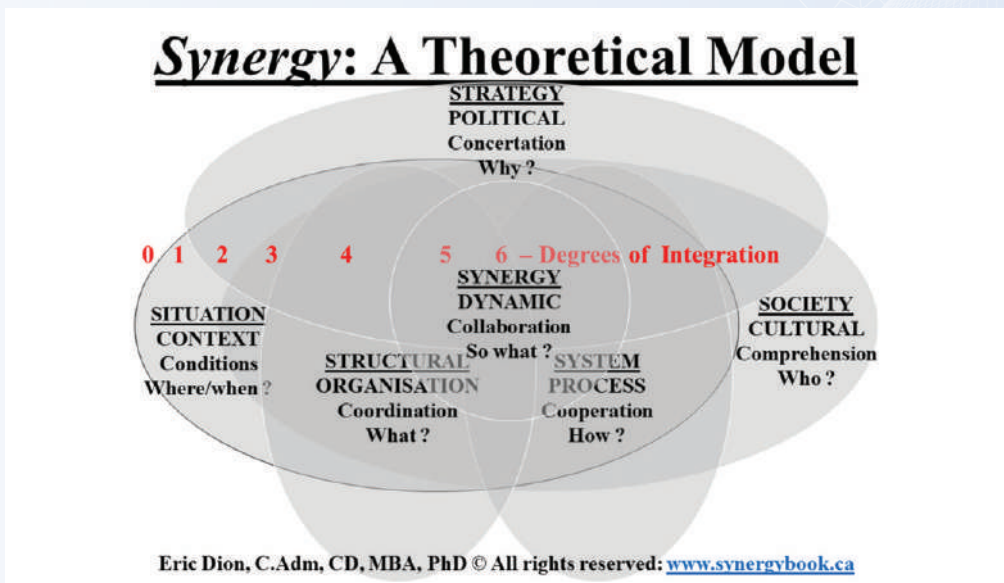 Synergy: A Theoretical Model
STRATEGY
POLITICAL
Concertation
Why ?
0 1 2 3 4 5 6 – Degrees of Integration
SITUATION
CONTEXT
Conditions
Where/when ?
STRUCTURAL
ORGANISATION
Coordination
What ?
SYNERGY
DYNAMIC
Collaboration
So what ?
SYSTEM
PROCESS
Cooperation
How ?
SOCIETY
CULTURAL
Comprehension
Who ?
Eric Dion, C.Adm, CD, MBA, PhD © All rights reserved: www.synergybook.ca